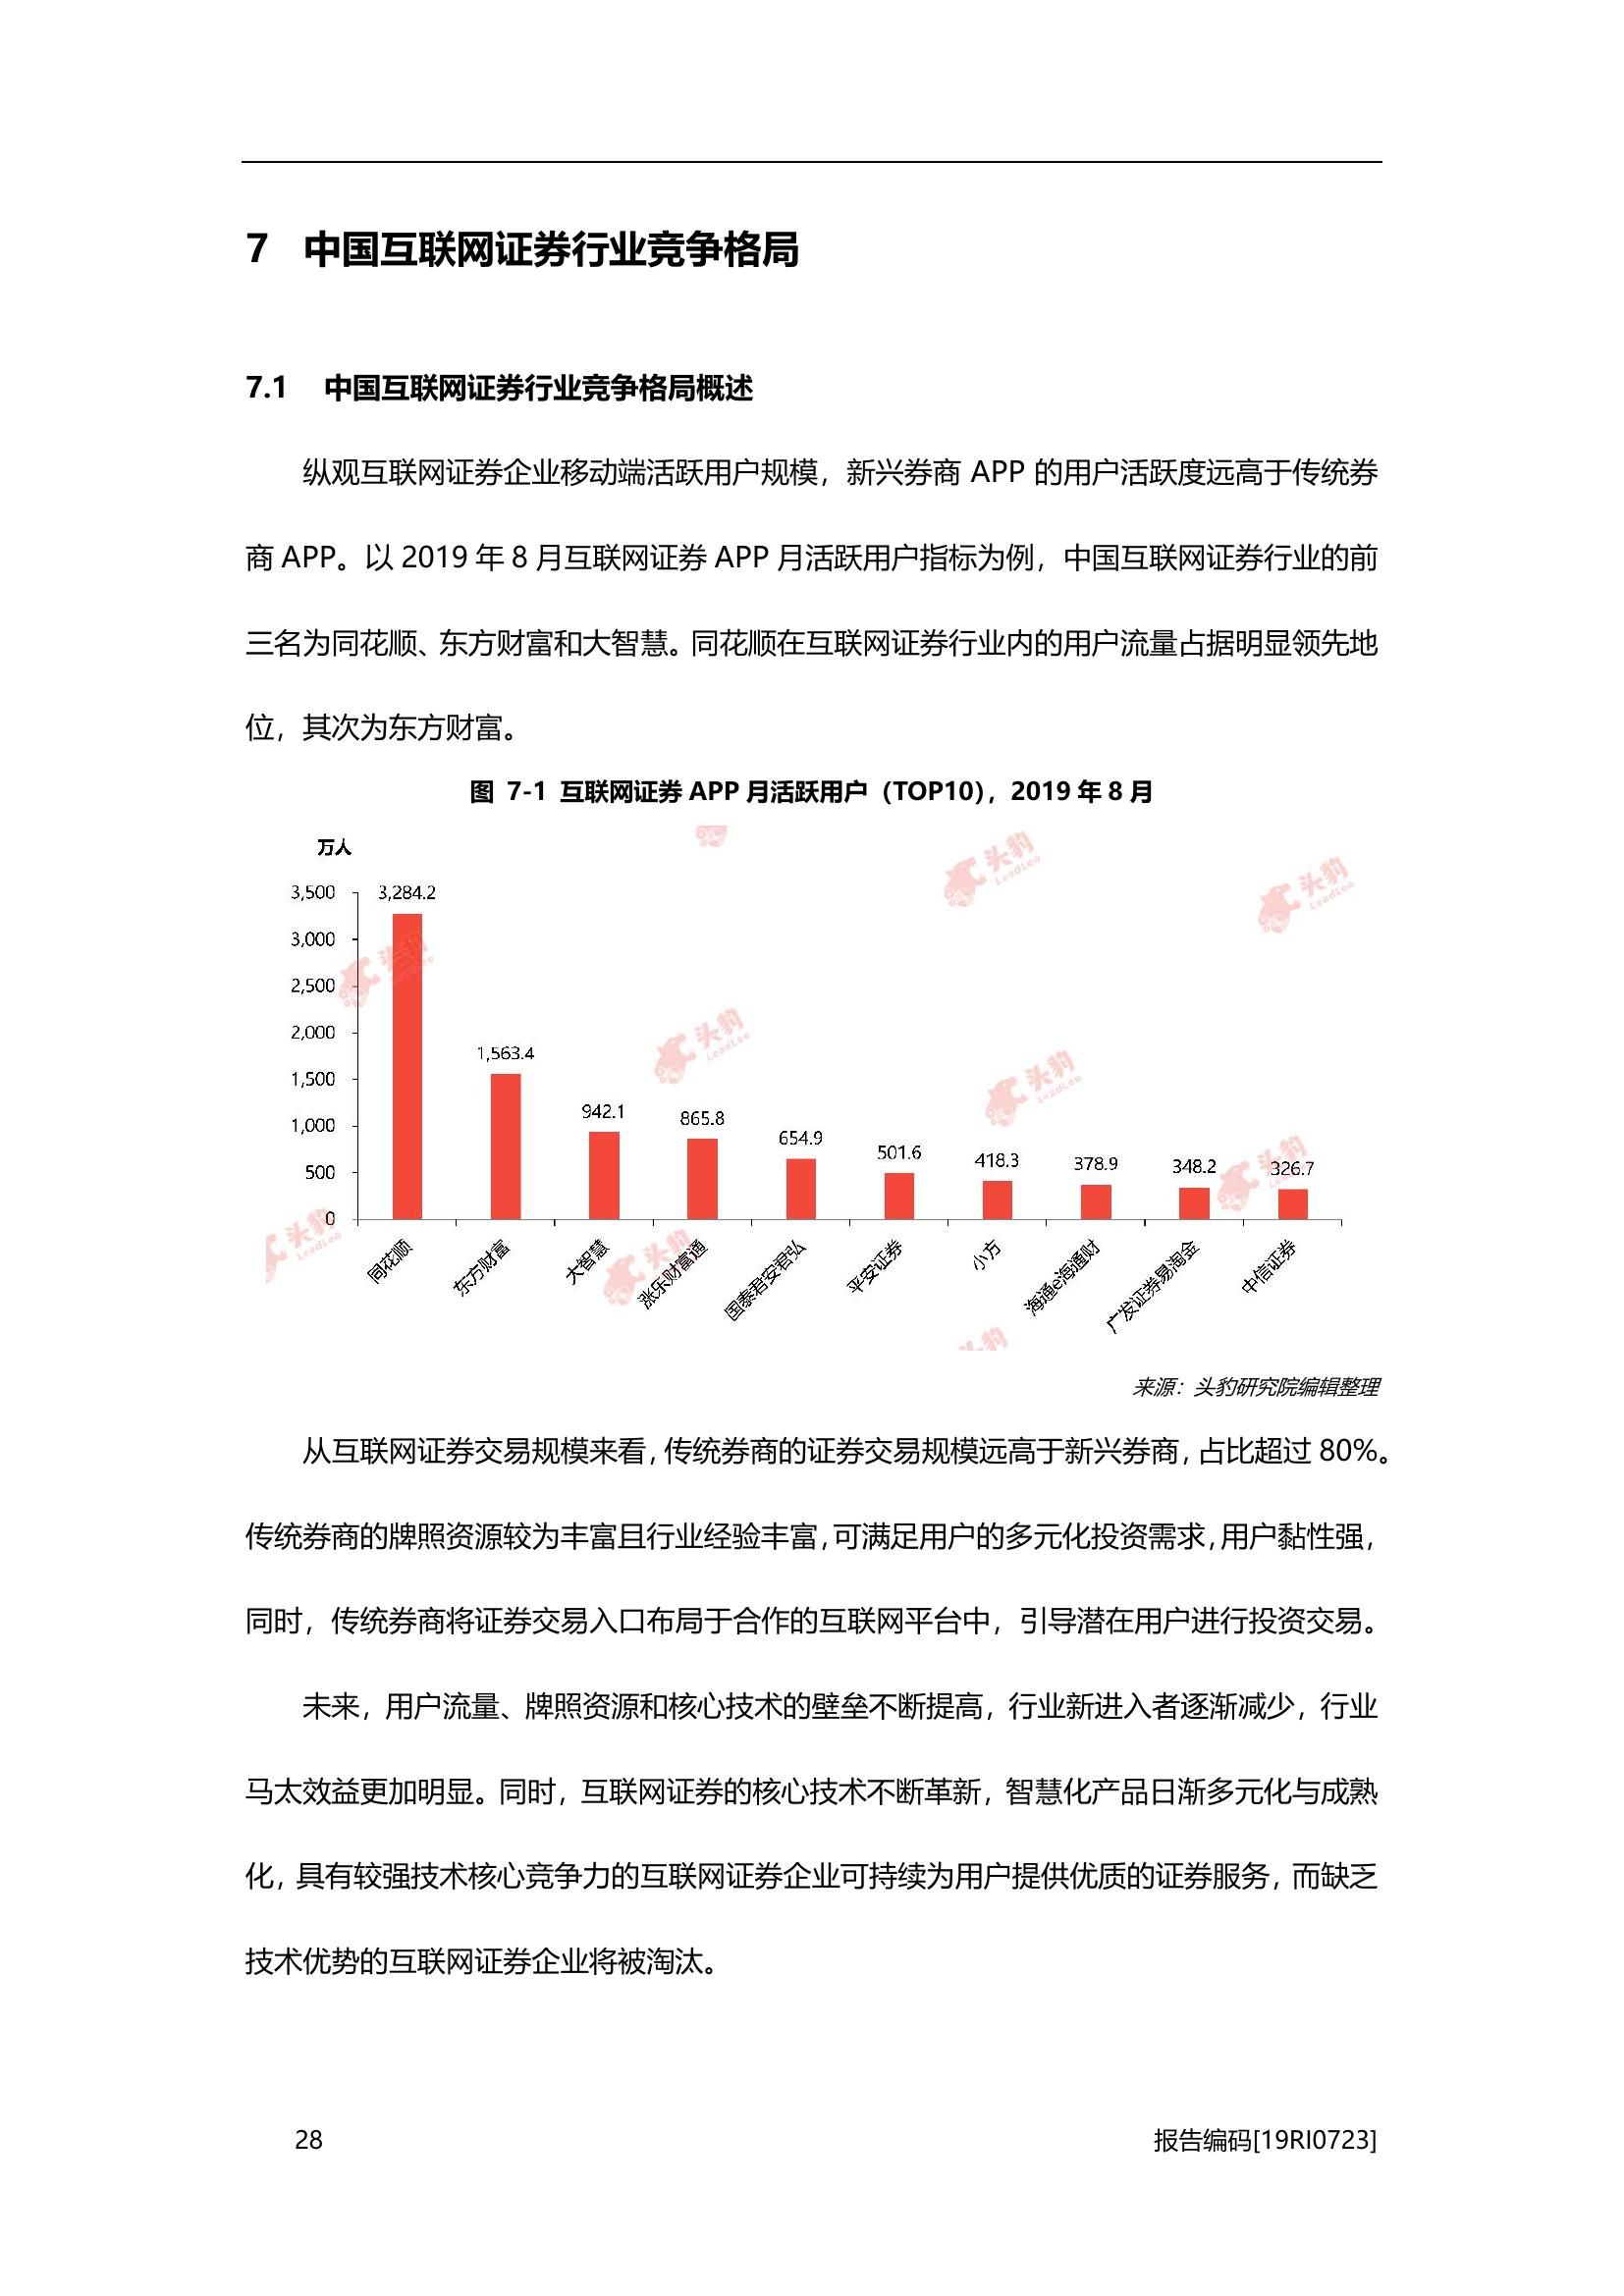 7 中国互联网证券行业竞争格局
7.1 中国互联网证券行业竞争格局概述
纵观互联网证券企业移动端活跃用户规模，新兴券商 APP 的用户活跃度远高于传统券
商 APP。以 2019 年 8 月互联网证券 APP 月活跃用户指标为例，中国互联网证券行业的前
三名为同花顺、东方财富和大智慧。同花顺在互联网证券行业内的用户流量占据明显领先地
位，其次为东方财富。
图 7-1 互联网证券 APP 月活跃用户（TOP10），2019 年 8 月
万人
3,500
3,000
2,500
2,000
1,500
1,000
500
0
3,284.2
1,563.4
942.1
865.8
654.9
501.6
418.3
378.9
348.2
326.7
同花顺
东方财富
大智慧
涨乐财富通
国泰君安君弘
平安证券
小方
海通e海通财
广发证券易淘金
中信证券
头豹
LeadLeo
头豹
LeadLeo
头豹
LeadLeo
头豹
LeadLeo
头豹
LeadLeo
头豹
头豹
LeadLeo
头豹
头豹
来源：头豹研究院编辑整理
从互联网证券交易规模来看，传统券商的证券交易规模远高于新兴券商，占比超过 80%。
传统券商的牌照资源较为丰富且行业经验丰富，可满足用户的多元化投资需求，用户黏性强，
同时，传统券商将证券交易入口布局于合作的互联网平台中，引导潜在用户进行投资交易。
未来，用户流量、牌照资源和核心技术的壁垒不断提高，行业新进入者逐渐减少，行业
马太效益更加明显。同时，互联网证券的核心技术不断革新，智慧化产品日渐多元化与成熟
化，具有较强技术核心竞争力的互联网证券企业可持续为用户提供优质的证券服务，而缺乏
技术优势的互联网证券企业将被淘汰。
28
报告编码[19RI0723]